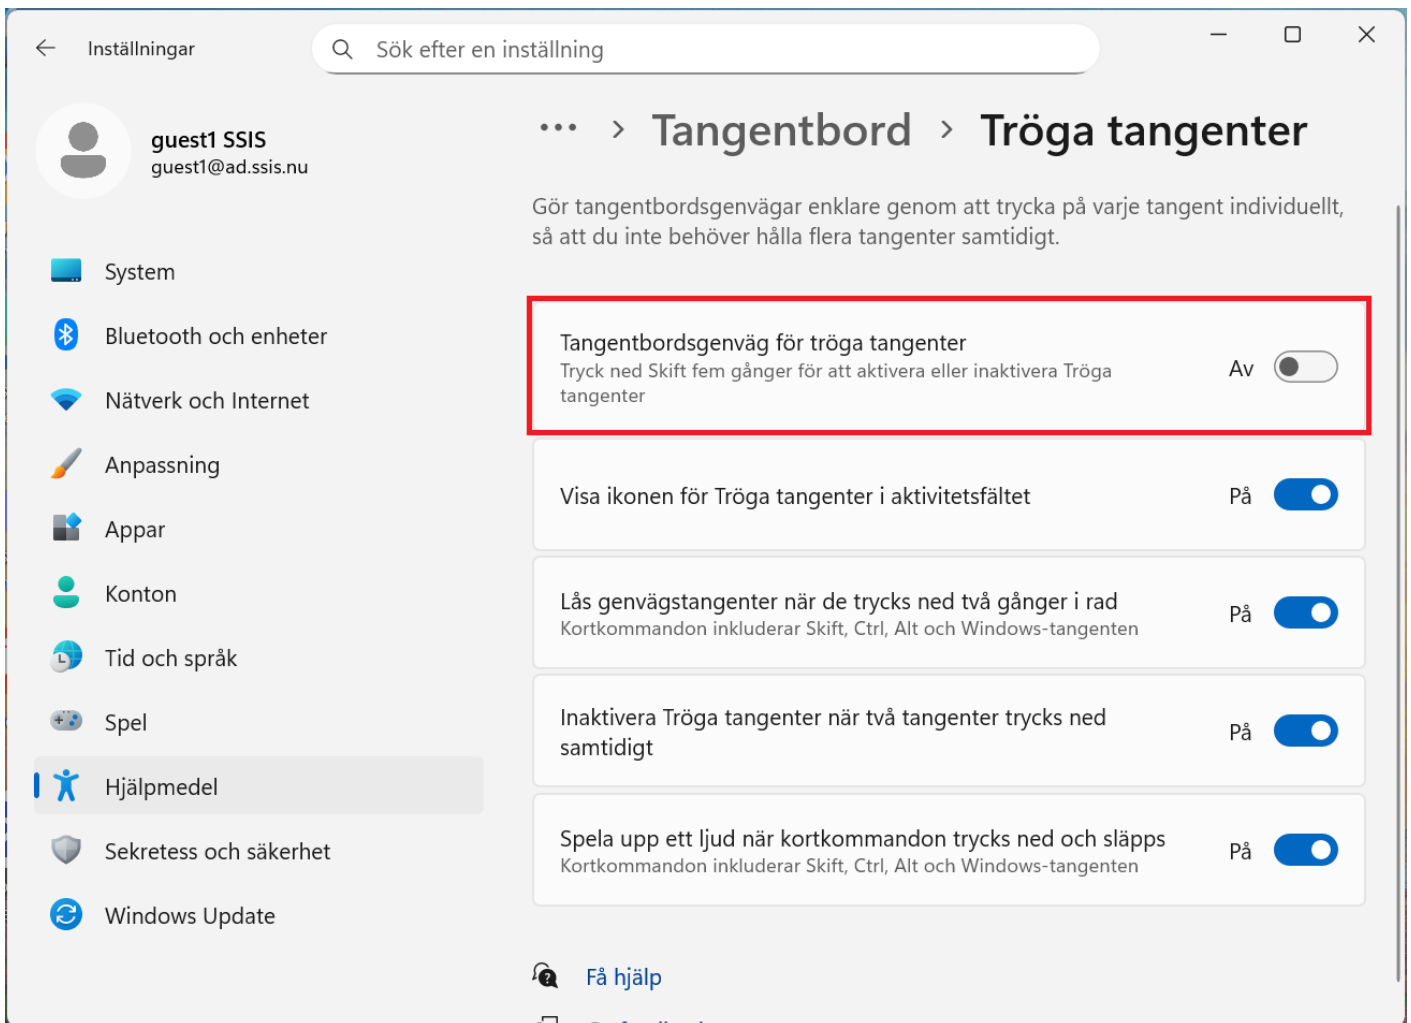 Inställningar
Sök efter en inställning
guest1 SSIS
guest1@ad.ssis.nu
System
Bluetooth och enheter
Nätverk och Internet
Anpassning
Appar
Konton
Tid och språk
Spel
Hjälpmedel
Sekretess och säkerhet
Windows Update
··· > Tangentbord > Tröga tangenter
Gör tangentbordsgenvägar enklare genom att trycka på varje tangent individuellt,
så att du inte behöver hålla flera tangenter samtidigt.
Tangentbordsgenväg för tröga tangenter
Tryck ned Skift fem gånger för att aktivera eller inaktivera Tröga
tangenter
Av
Visa ikonen för Tröga tangenter i aktivitetsfältet
På
Lås genvägstangenter när de trycks ned två gånger i rad
Kortkommandon inkluderar Skift, Ctrl, Alt och Windows-tangenten
På
Inaktivera Tröga tangenter när två tangenter trycks ned
samtidigt
På
Spela upp ett ljud när kortkommandon trycks ned och släpps
Kortkommandon inkluderar Skift, Ctrl, Alt och Windows-tangenten
På
Få hjälp